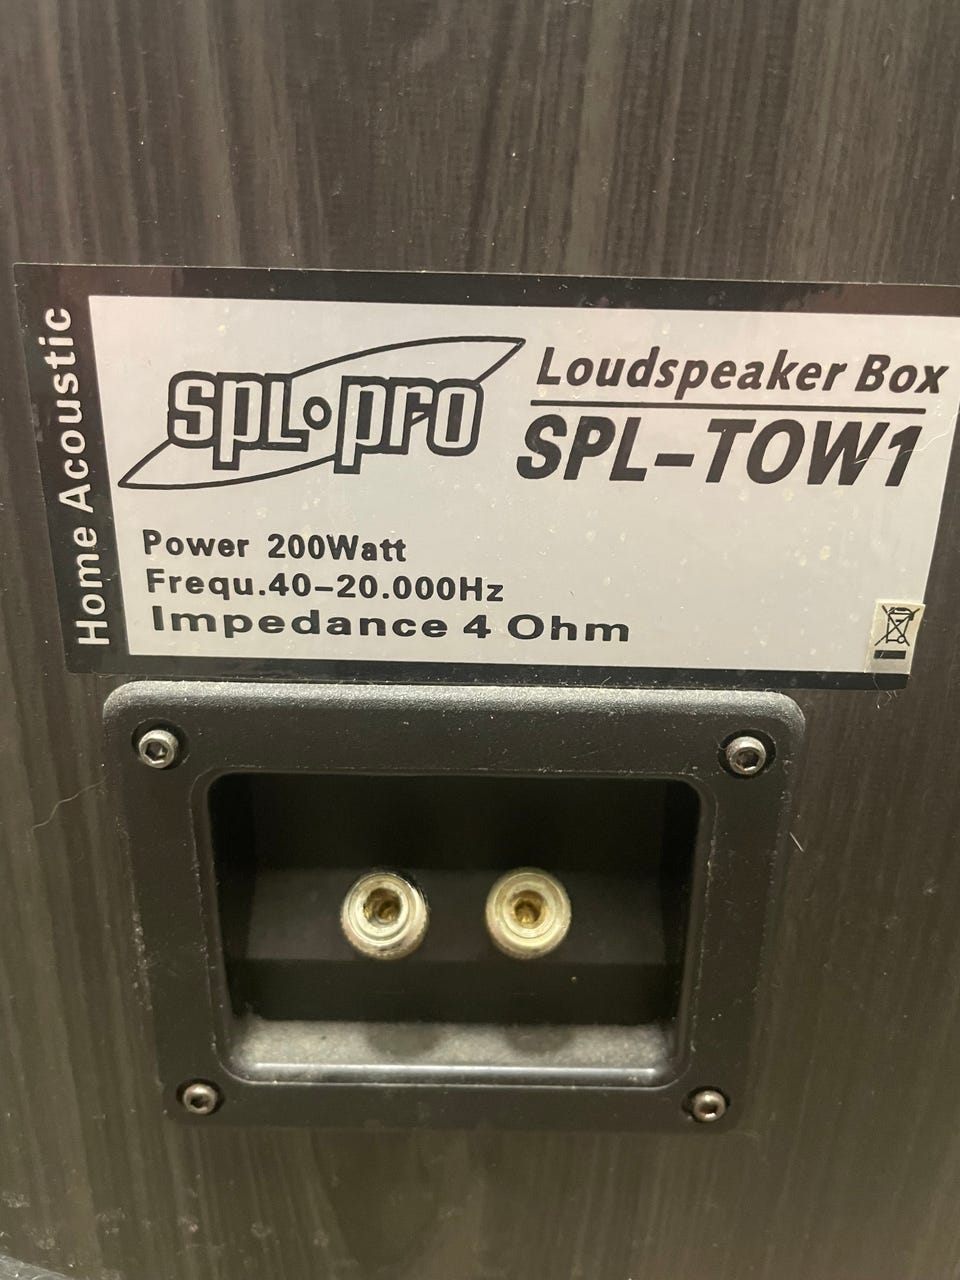 Home Acoustic
spl·pro
Loudspeaker Box
SPL-TOW1
Power 200Watt
Frequ.40-20.000Hz
Impedance 4 Ohm